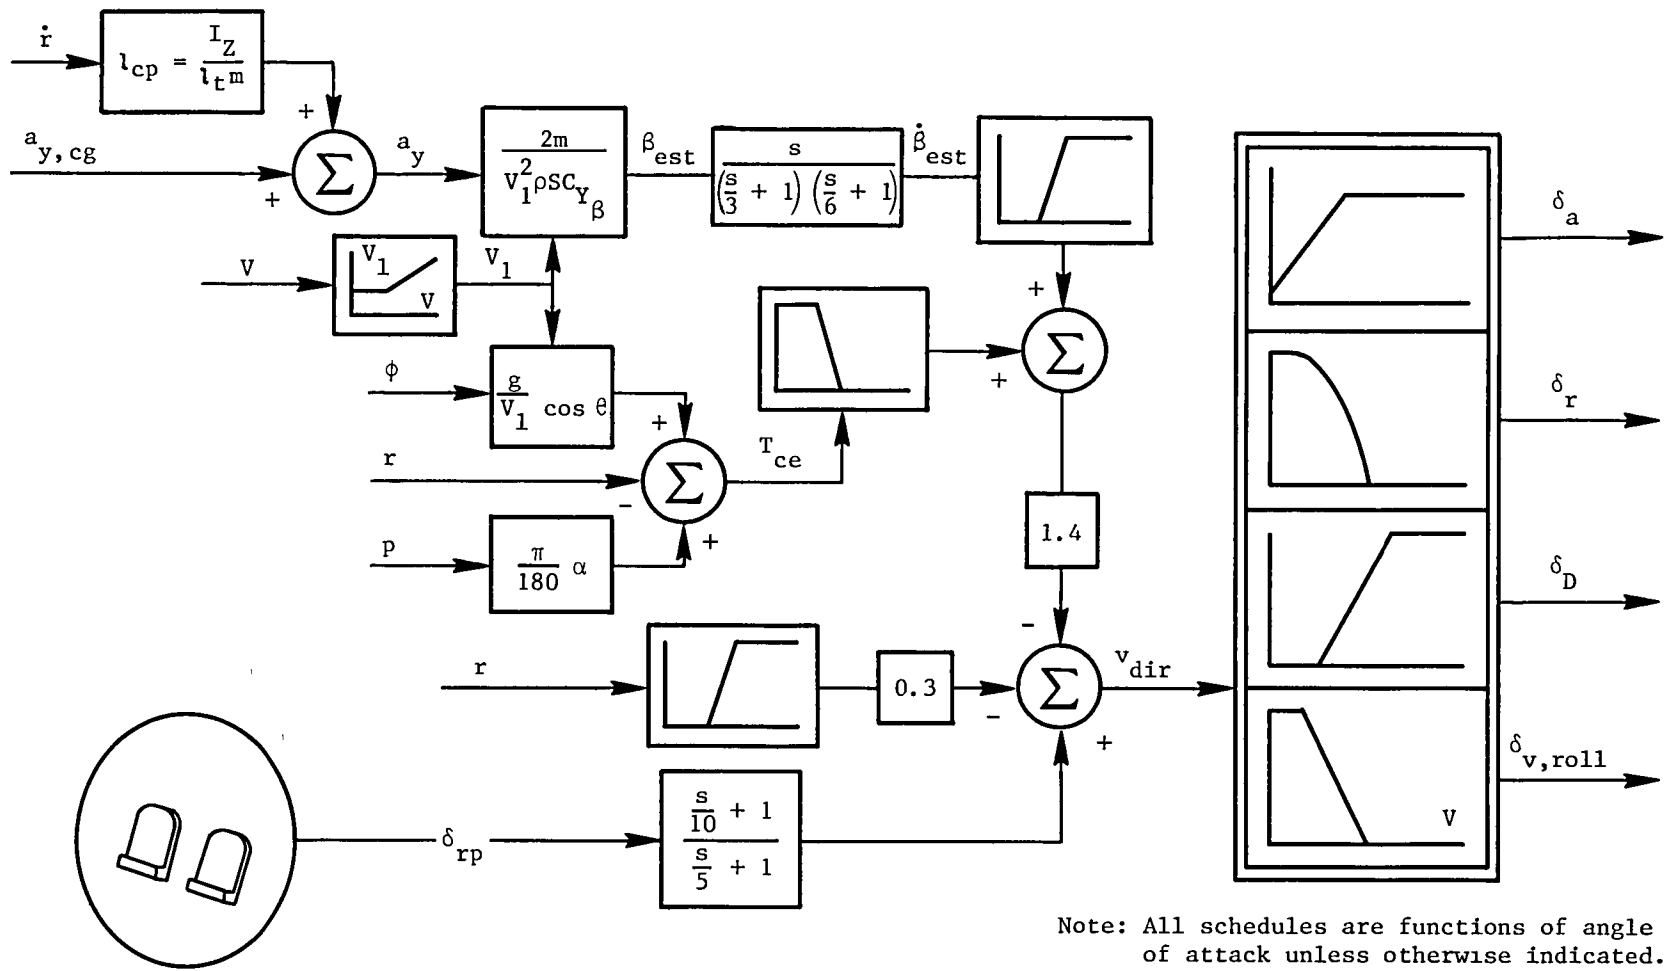 ṙ
l_cp = I_Z / l_t m
+
a_y,cg
+
Σ
a_y
2m / V_1^2 ρSC_Y_β
β_est
s / (s/3 + 1) (s/6 + 1)
β̇_est
V
V_1
V
V_1
+
Σ
+
ϕ
g/V_1 cos θ
+
r
-
Σ
T_ce
p
π/180 α
+
1.4
-
r
0.3
-
Σ
+
v_dir
δ_rp
s/10 + 1 / s/5 + 1
δ_a
δ_r
δ_D
δ_v,roll
V
Note: All schedules are functions of angle
of attack unless otherwise indicated.